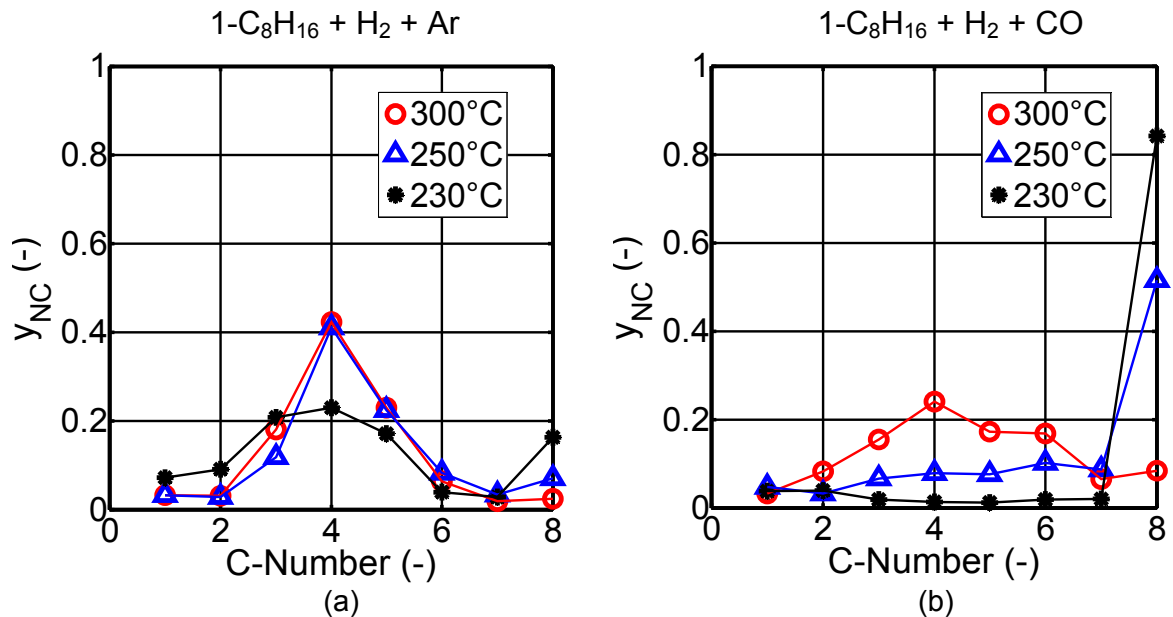 1-C₈H₁₆ + H₂ + Ar
1
0.8
0.6
0.4
0.2
0
y_NC (-)
300°C
250°C
230°C
0 2 4 6 8
C-Number (-)
(a)
1-C₈H₁₆ + H₂ + CO
1
0.8
0.6
0.4
0.2
0
y_NC (-)
300°C
250°C
230°C
0 2 4 6 8
C-Number (-)
(b)